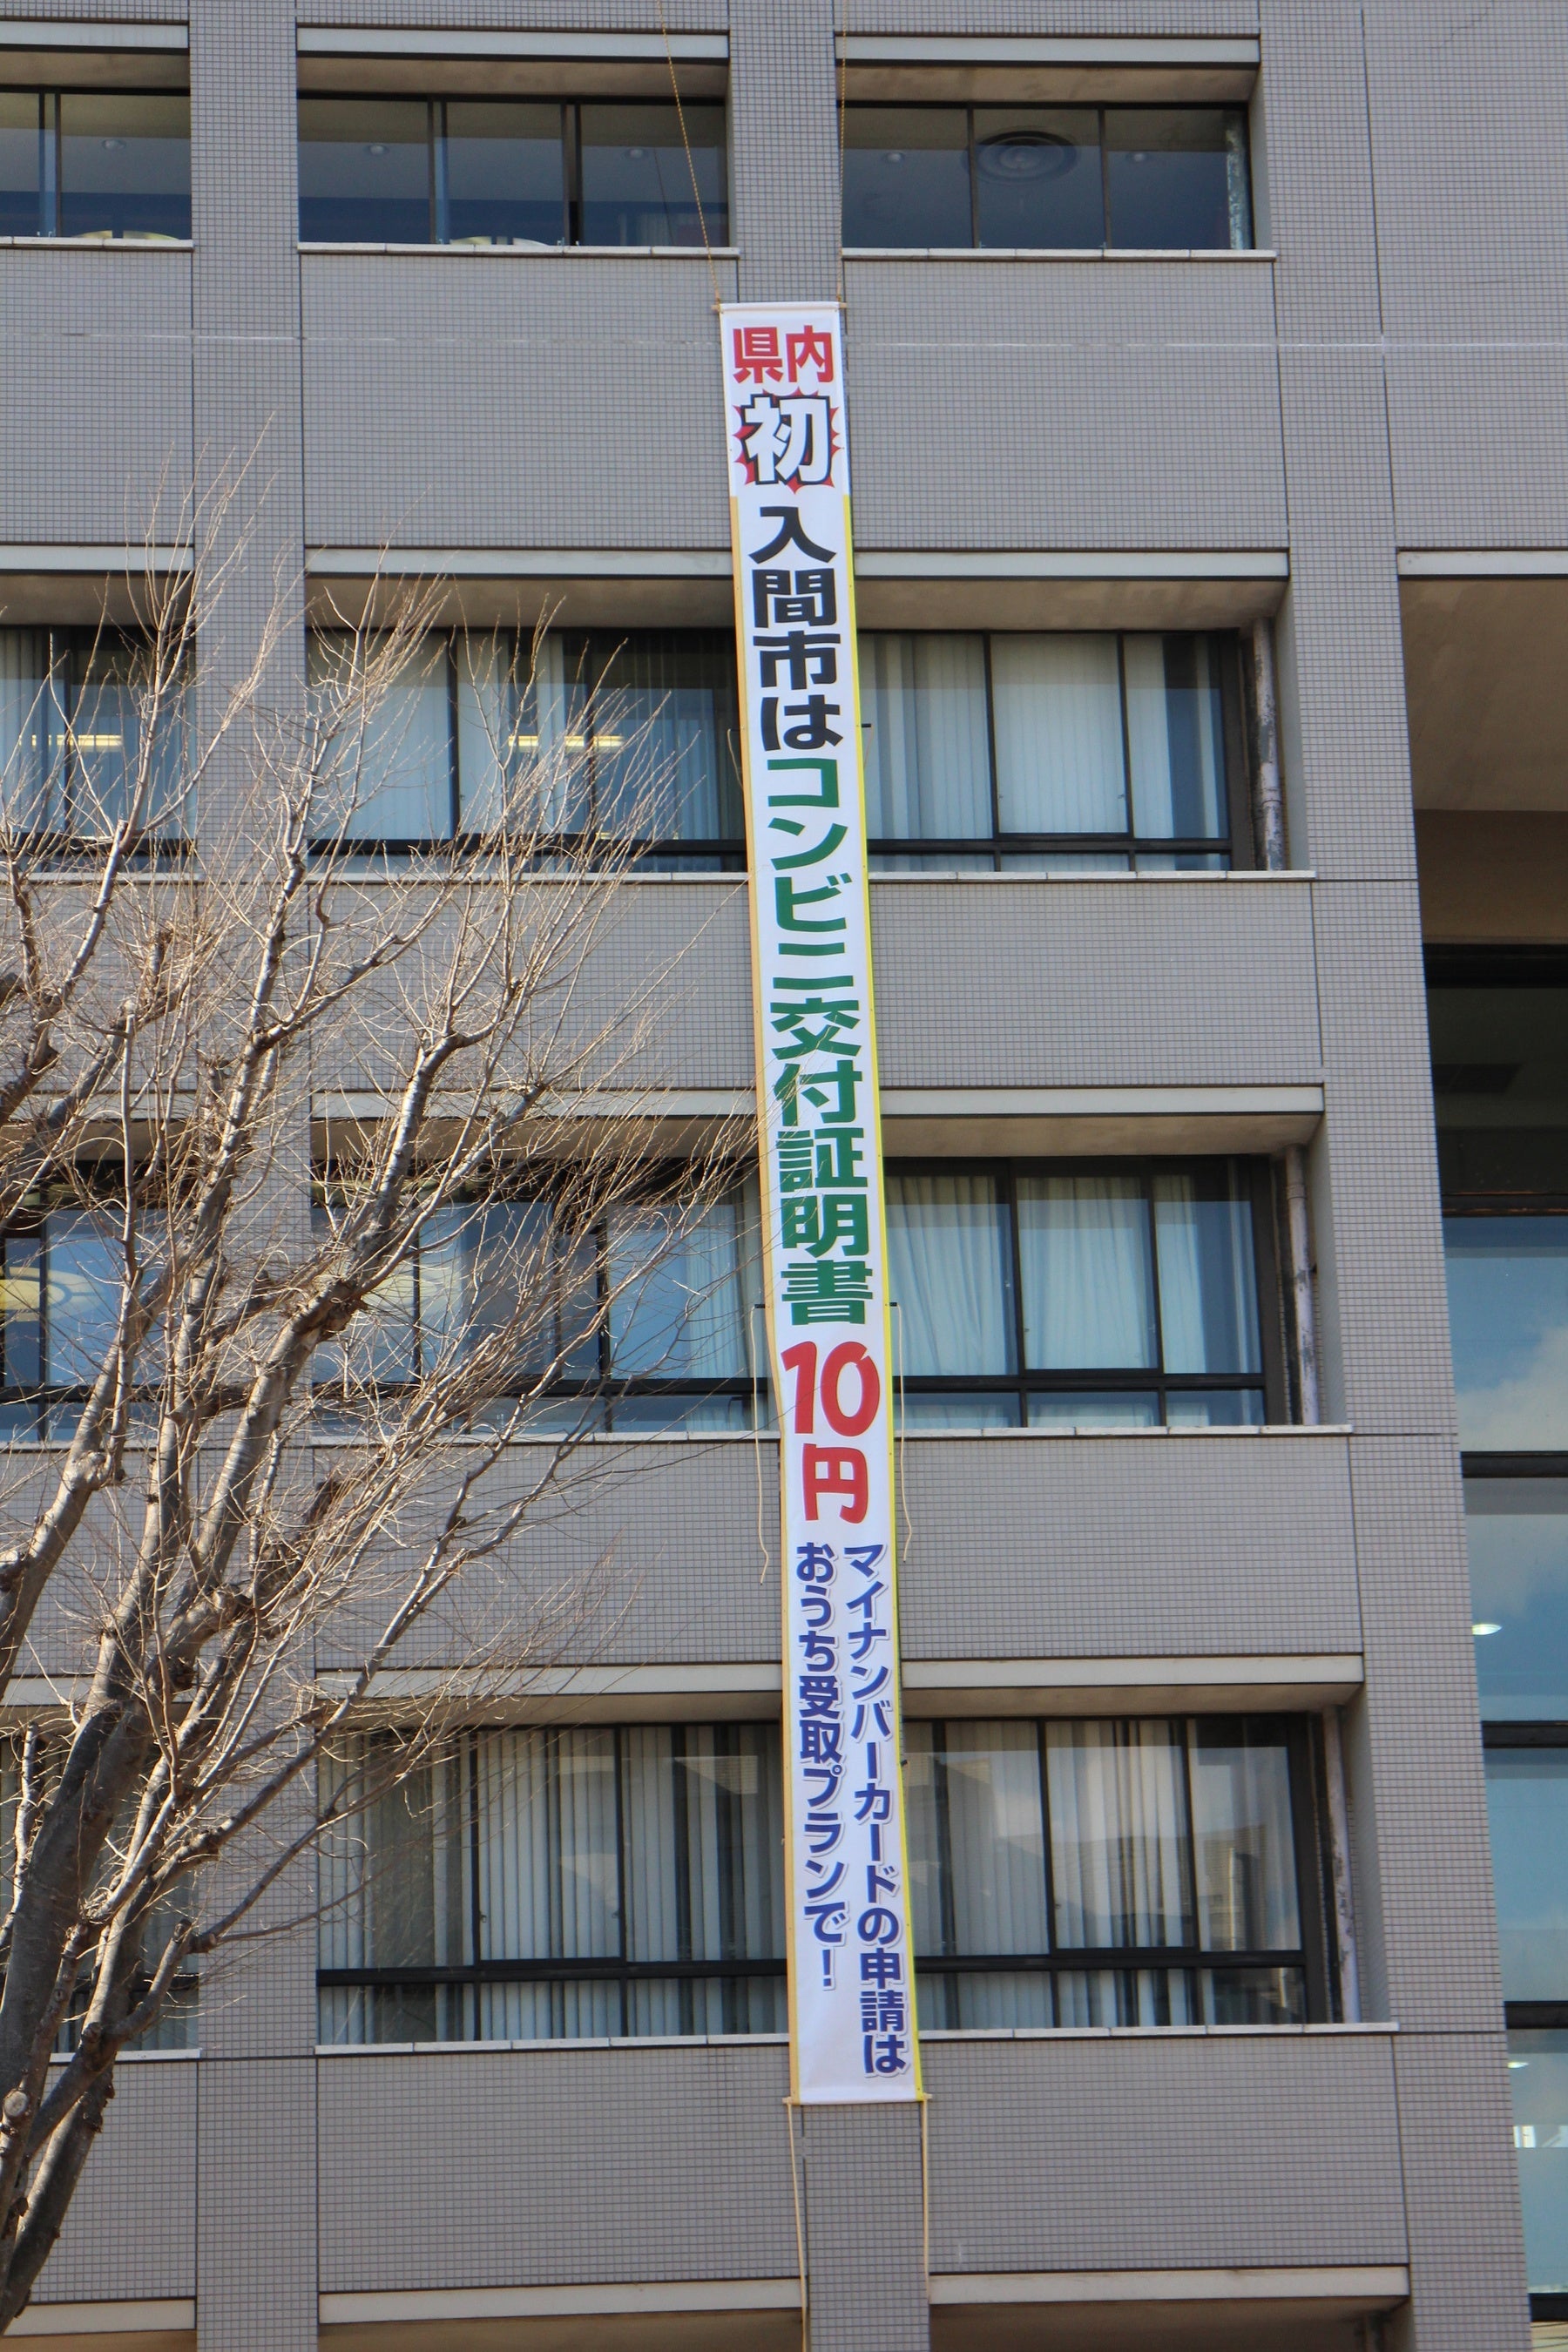 県内
初
入間市はコンビニ交付証明書
10
円
マイナンバーカードの申請は
おうち受取プランで！